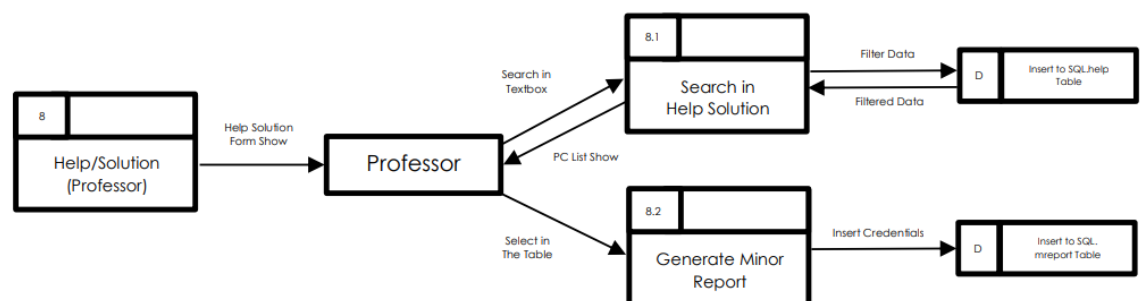 8
Help/Solution
(Professor)
Help Solution
Form Show
Professor
Search in
Textbox
PC List Show
Select in
The Table
8.1
Search in
Help Solution
Filter Data
Filtered Data
D
Insert to SQL.help
Table
8.2
Generate Minor
Report
Insert Credentials
D
Insert to SQL.
mreport Table